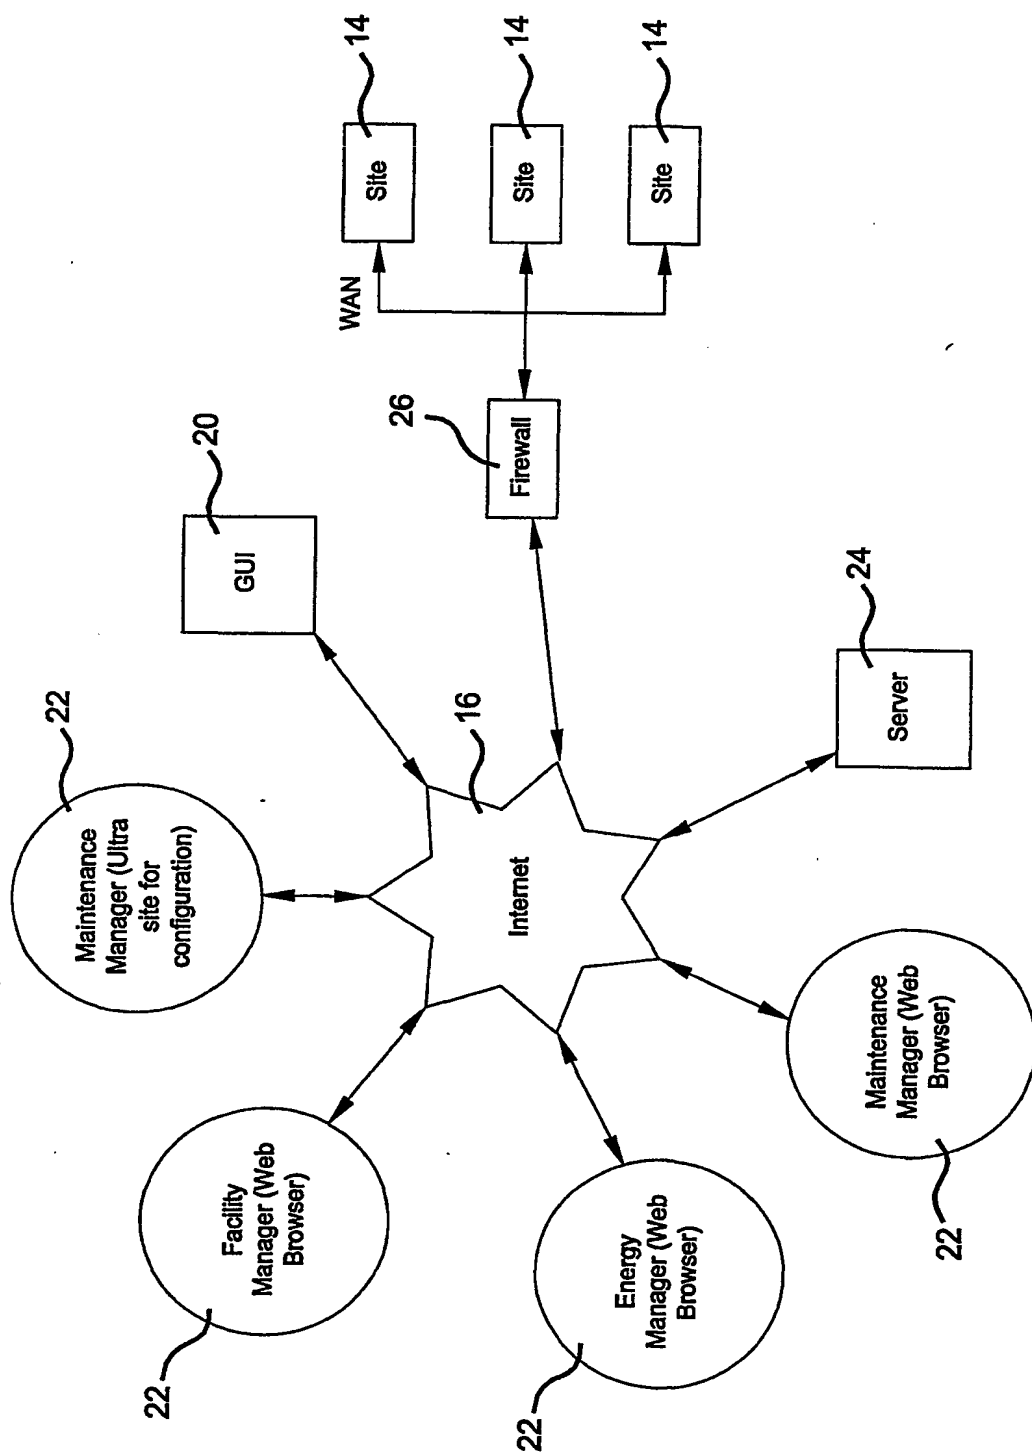 22
Maintenance
Manager (Ultra
site for
configuration)
20
GUI
WAN
Site
14
Site
14
Site
14
26
Firewall
22
Facility
Manager (Web
Browser)
16
Internet
22
Energy
Manager (Web
Browser)
22
Maintenance
Manager (Web
Browser)
24
Server